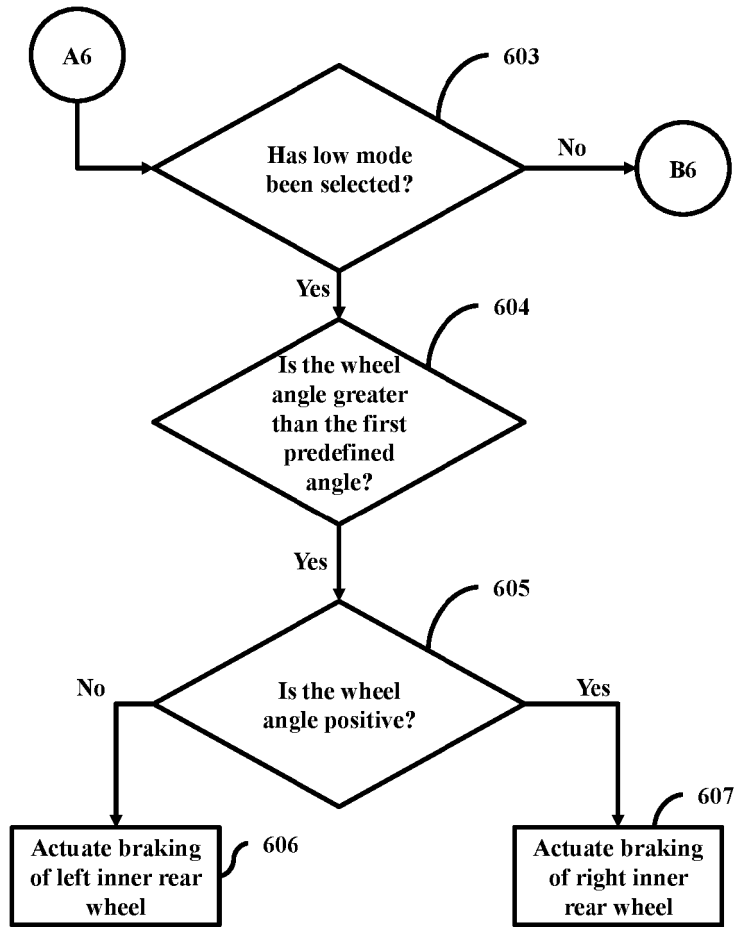 A6
603
Has low mode
been selected?
No
B6
Yes
604
Is the wheel
angle greater
than the first
predefined
angle?
Yes
605
Is the wheel
angle positive?
No
Yes
606
Actuate braking
of left inner rear
wheel
607
Actuate braking
of right inner
rear wheel